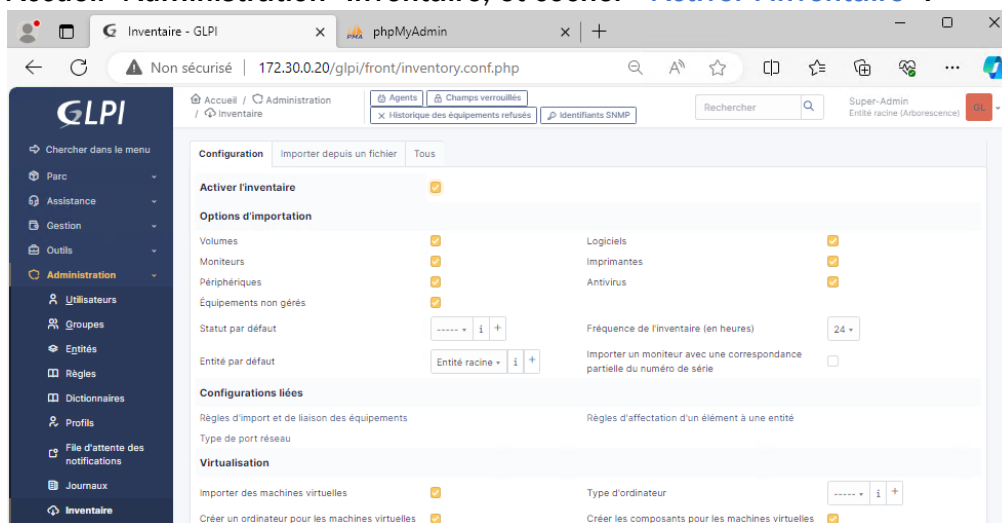 Inventaire - GLPI
phpMyAdmin
Non sécurisé
172.30.0.20/glpi/front/inventory.conf.php
GLPI
Accueil / Administration
/ Inventaire
Agents
Champs verrouillés
Historique des équipements refusés
Identifiants SNMP
Rechercher
Super-Admin
Entité racine (Arborescence)
GL
Chercher dans le menu
Parc
Assistance
Gestion
Outils
Administration
Utilisateurs
Groupes
Entités
Règles
Dictionnaires
Profils
File d'attente des
notifications
Journaux
Inventaire
Configuration Importer depuis un fichier Tous
Activer l'inventaire
Options d'importation
Volumes Logiciels
Moniteurs Imprimantes
Périphériques Antivirus
Équipements non gérés
Statut par défaut ----- i + Fréquence de l'inventaire (en heures) 24
Entité par défaut Entité racine i + Importer un moniteur avec une correspondance
partielle du numéro de série
Configurations liées
Règles d'import et de liaison des équipements Règles d'affectation d'un élément à une entité
Type de port réseau
Virtualisation
Importer des machines virtuelles Type d'ordinateur ----- i +
Créer un ordinateur pour les machines virtuelles Créer les composants pour les machines virtuelles